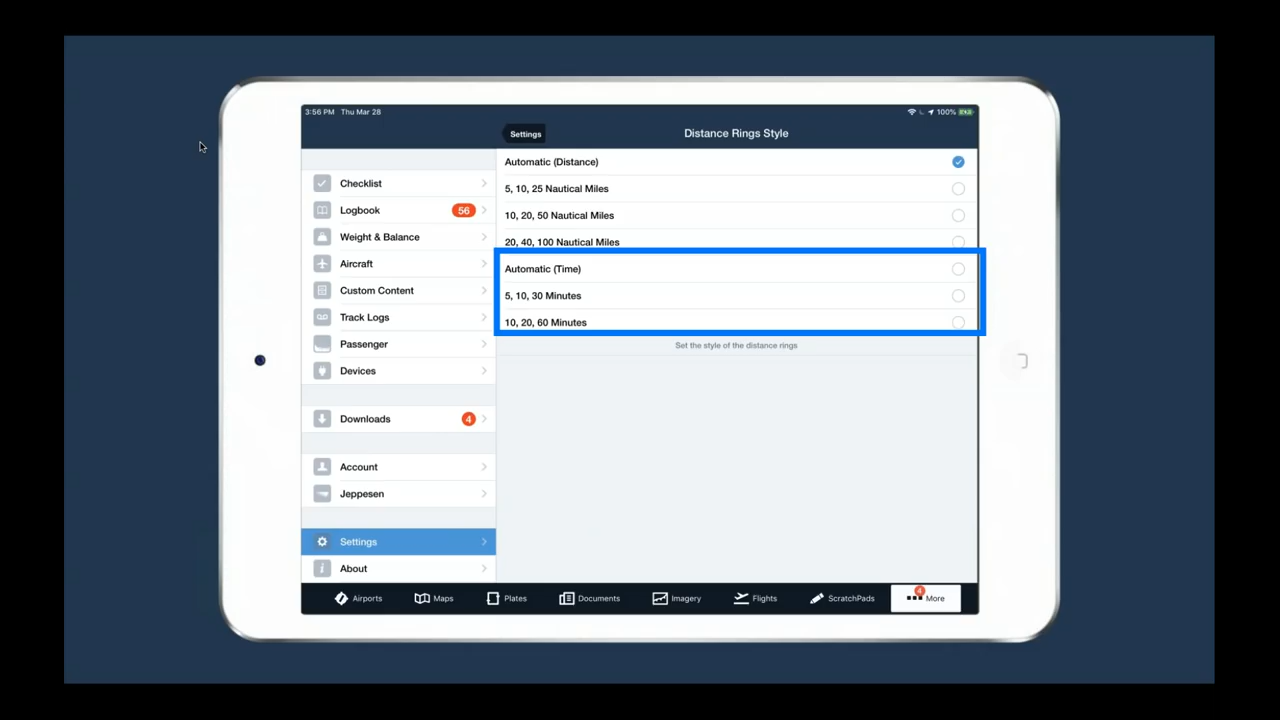 3:56 PM Thu Mar 28
100%
Settings
Distance Rings Style
Checklist
Logbook 56
Weight & Balance
Aircraft
Custom Content
Track Logs
Passenger
Devices
Downloads 4
Account
Jeppesen
Settings
About
Automatic (Distance)
5, 10, 25 Nautical Miles
10, 20, 50 Nautical Miles
20, 40, 100 Nautical Miles
Automatic (Time)
5, 10, 30 Minutes
10, 20, 60 Minutes
Set the style of the distance rings
Airports Maps Plates Documents Imagery Flights ScratchPads 4 More